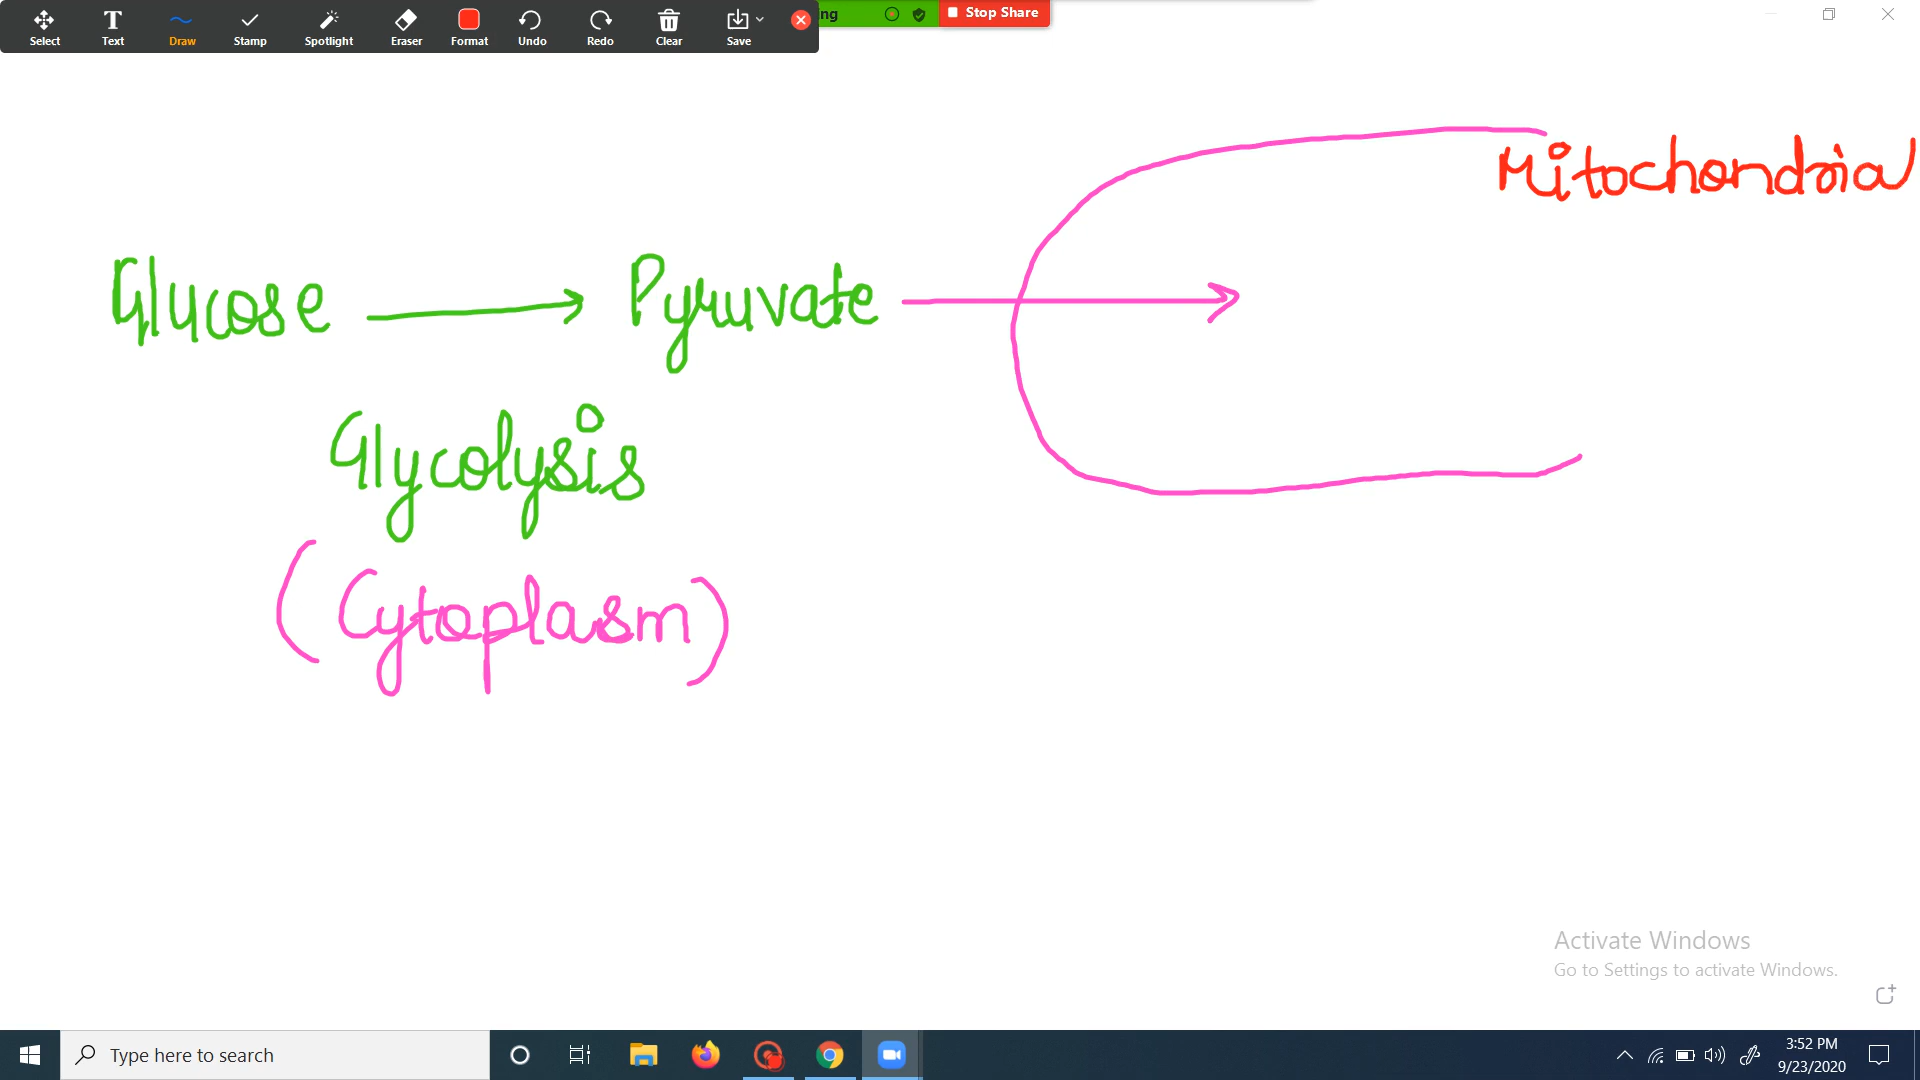 Select Text Draw Stamp Spotlight Eraser Format Undo Redo Clear Save
ng Stop Share
Mitochondria
Glucose Pyruvate
Glycolysis
(Cytoplasm)
Activate Windows
Go to Settings to activate Windows.
Type here to search
3:52 PM
9/23/2020